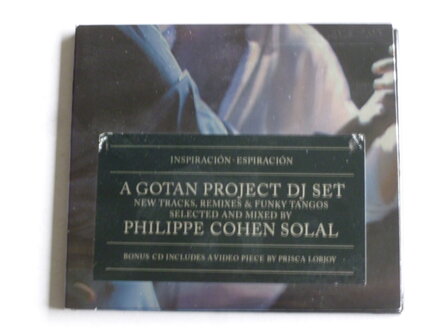 INSPIRACIÓN - ESPIRACIÓN
A GOTAN PROJECT DJ SET
NEW TRACKS, REMIXES & FUNKY TANGOS
SELECTED AND MIXED BY
PHILIPPE COHEN SOLAL
BONUS CD INCLUDES A VIDEO PIECE BY PRISCA LOBJOY